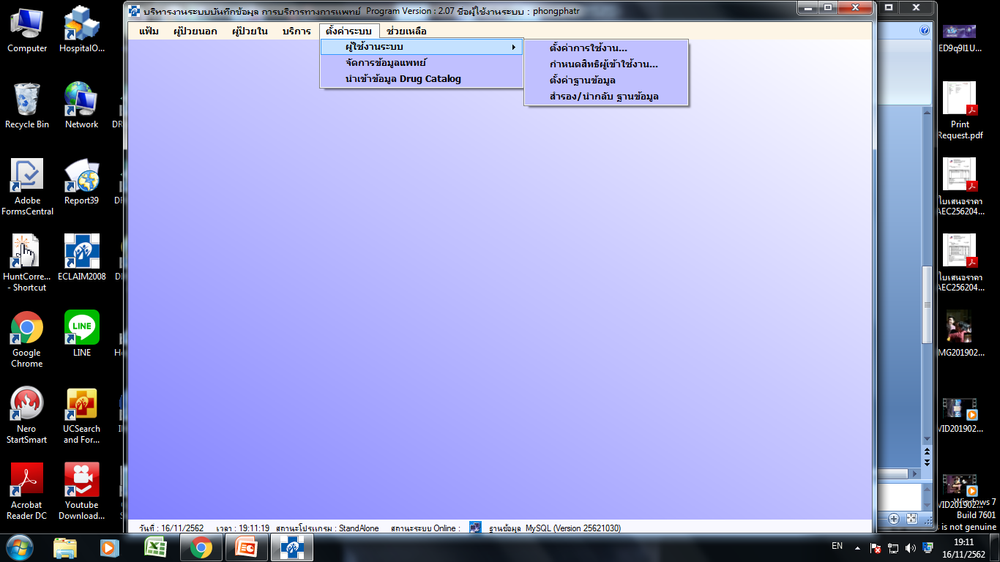 บริหารงานระบบบันทึกข้อมูล การบริการทางการแพทย์ Program Version : 2.07 ชื่อผู้ใช้งานระบบ : phongphatr
แฟ้ม ผู้ป่วยนอก ผู้ป่วยใน บริการ ตั้งค่าระบบ ช่วยเหลือ
ผู้ใช้งานระบบ
จัดการข้อมูลแพทย์
นำเข้าข้อมูล Drug Catalog
ตั้งค่าการใช้งาน...
กำหนดสิทธิผู้เข้าใช้งาน...
ตั้งค่าฐานข้อมูล
สำรอง/นำกลับ ฐานข้อมูล
Computer
HospitalO...
Recycle Bin
Network
Adobe
FormsCentral
Report39
HuntCorre...
- Shortcut
ECLAIM2008
Google
Chrome
LINE
LINE
Nero
StartSmart
UCSearch
and For...
Acrobat
Reader DC
Youtube
Download...
ED9q9l1U...
Print
Request.pdf
ใบเสนอราคา
AEC256204...
ใบเสนอราคา
AEC256204...
MG201902...
VID201902...
VID201902...
Windows 7
Build 7601
s is not genuine
วันที่ : 16/11/2562 เวลา : 19:11:19 สถานะโปรแกรม : StandAlone สถานะระบบ Online : ฐานข้อมูล MySQL (Version 25621030)
EN
19:11
16/11/2562